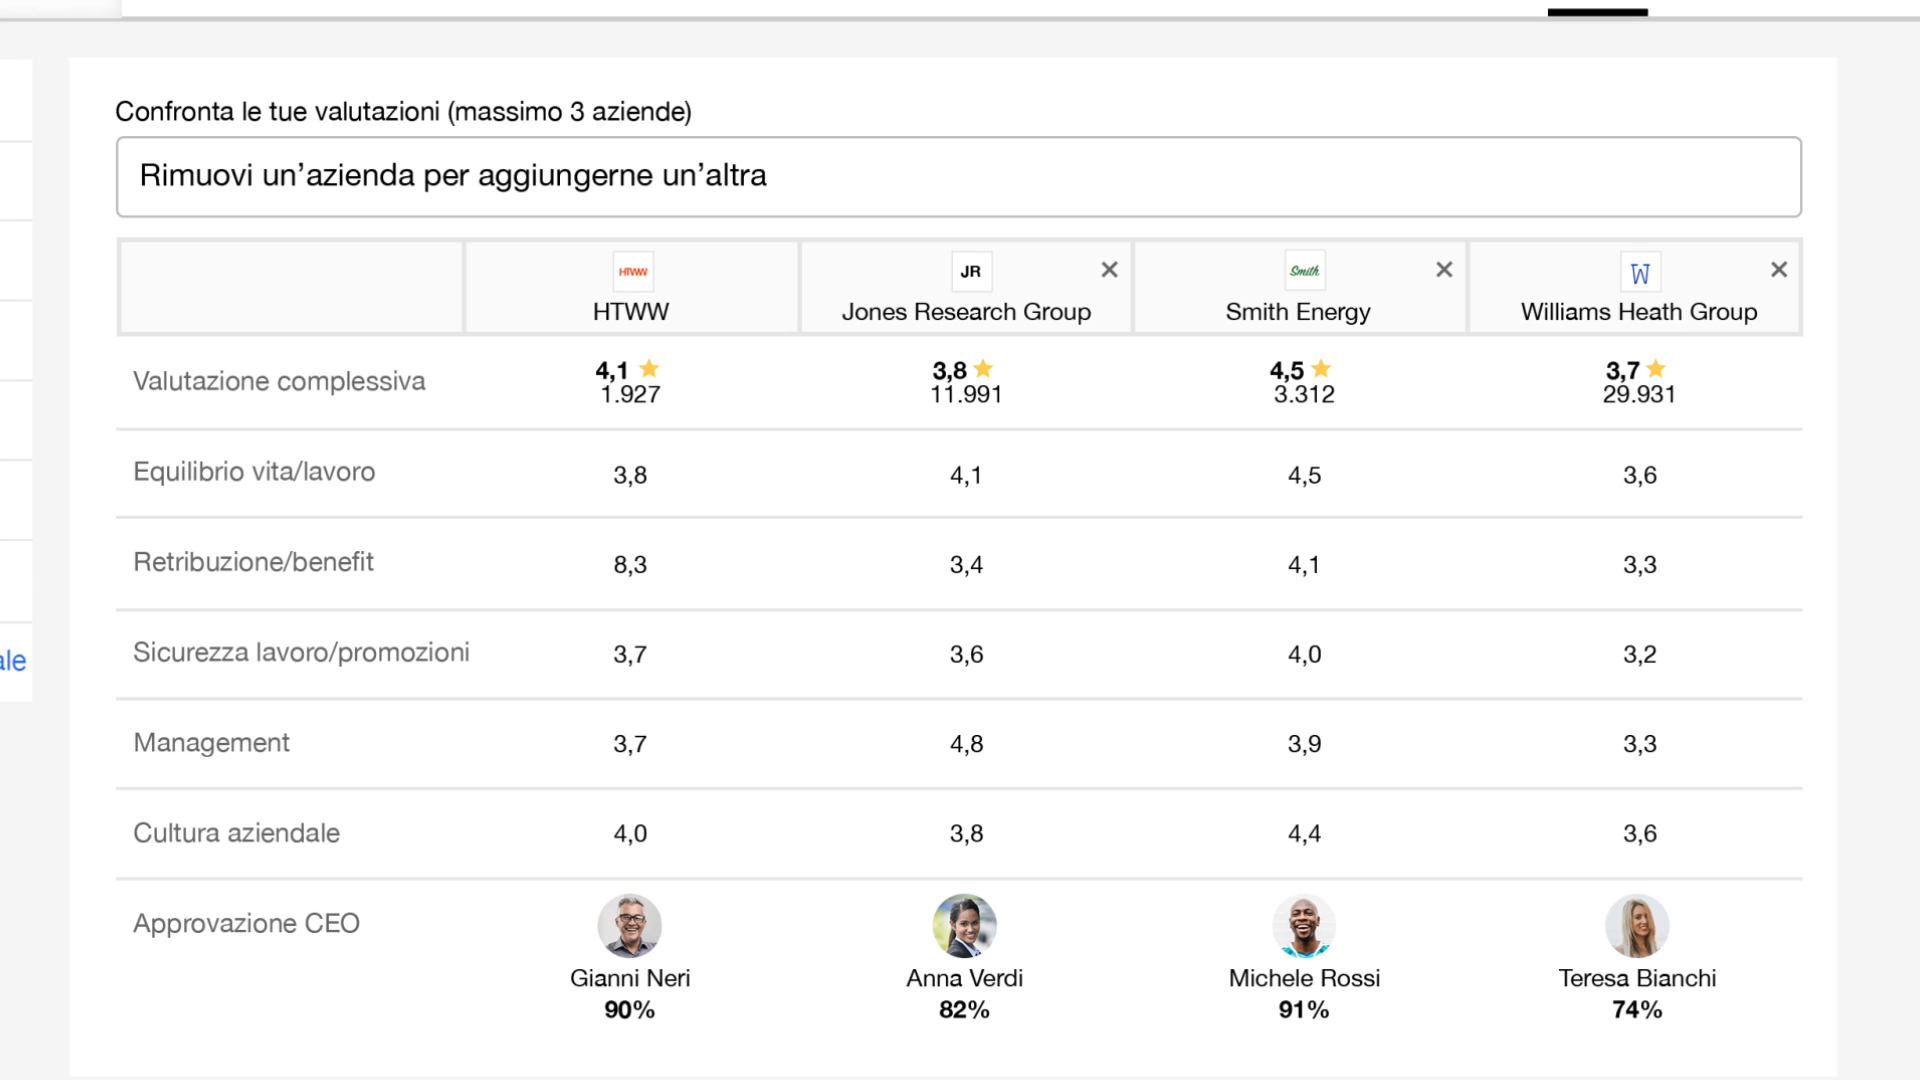 Confronta le tue valutazioni (massimo 3 aziende)
Rimuovi un’azienda per aggiungerne un’altra
HTWW JR Smith W
HTWW Jones Research Group Smith Energy Williams Heath Group
Valutazione complessiva 4,1 3,8 4,5 3,7
1.927 11.991 3.312 29.931
Equilibrio vita/lavoro 3,8 4,1 4,5 3,6
Retribuzione/benefit 8,3 3,4 4,1 3,3
Sicurezza lavoro/promozioni 3,7 3,6 4,0 3,2
ale
Management 3,7 4,8 3,9 3,3
Cultura aziendale 4,0 3,8 4,4 3,6
Approvazione CEO
Gianni Neri Anna Verdi Michele Rossi Teresa Bianchi
90% 82% 91% 74%